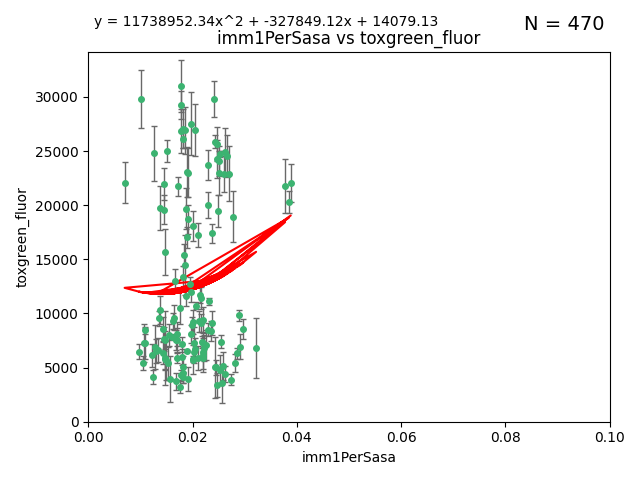 y = 11738952.34x^2 + -327849.12x + 14079.13
N = 470
imm1PerSasa vs toxgreen_fluor
toxgreen_fluor
30000
25000
20000
15000
10000
5000
0
0.00 0.02 0.04 0.06 0.08 0.10
imm1PerSasa